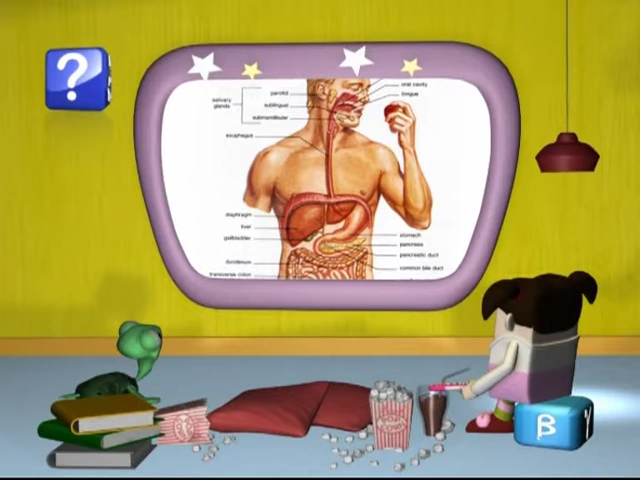 ?
oral cavity
parotid
tongue
salivary
glands
sublingual
submandibular
esophagus
diaphragm
liver
stomach
gallbladder
pancreas
pancreatic duct
duodenum
common bile duct
transverse colon
B